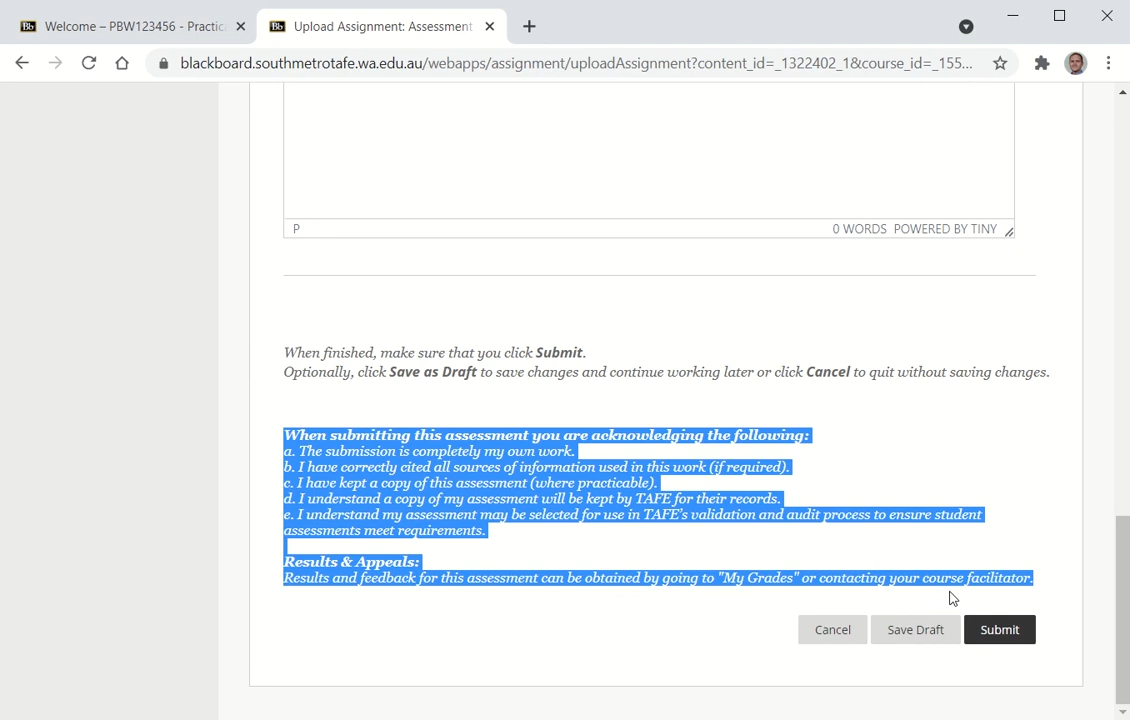 Bb Welcome – PBW123456 - Practic
Bb Upload Assignment: Assessment
blackboard.southmetrotafe.wa.edu.au/webapps/assignment/uploadAssignment?content_id=_1322402_1&course_id=_155...
P
0 WORDS POWERED BY TINY
When finished, make sure that you click Submit.
Optionally, click Save as Draft to save changes and continue working later or click Cancel to quit without saving changes.
When submitting this assessment you are acknowledging the following:
a. The submission is completely my own work.
b. I have correctly cited all sources of information used in this work (if required).
c. I have kept a copy of this assessment (where practicable).
d. I understand a copy of my assessment will be kept by TAFE for their records.
e. I understand my assessment may be selected for use in TAFE's validation and audit process to ensure student
assessments meet requirements.
Results & Appeals:
Results and feedback for this assessment can be obtained by going to "My Grades" or contacting your course facilitator.
Cancel
Save Draft
Submit